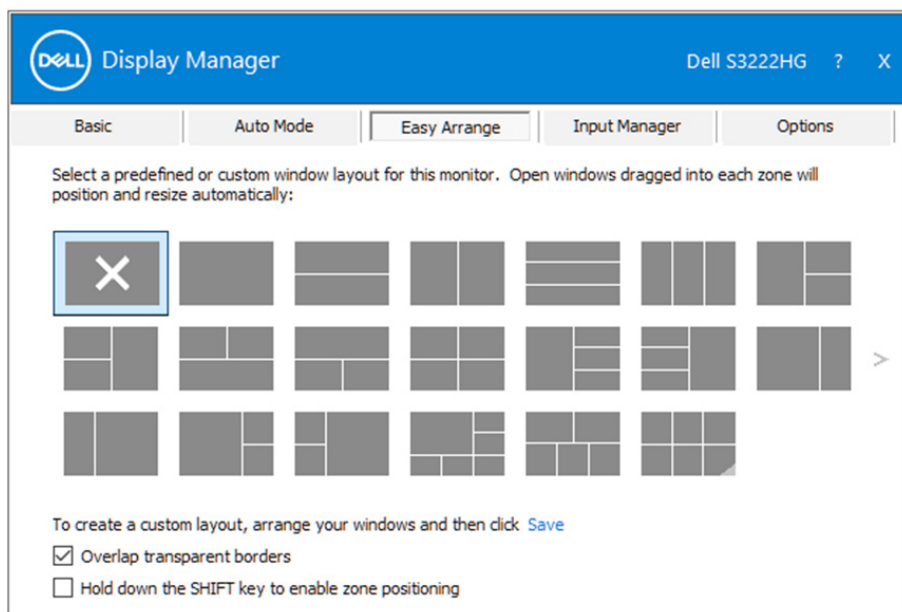 DELL Display Manager Dell S3222HG ? X
Basic Auto Mode Easy Arrange Input Manager Options
Select a predefined or custom window layout for this monitor. Open windows dragged into each zone will
position and resize automatically:
>
To create a custom layout, arrange your windows and then click Save
Overlap transparent borders
Hold down the SHIFT key to enable zone positioning